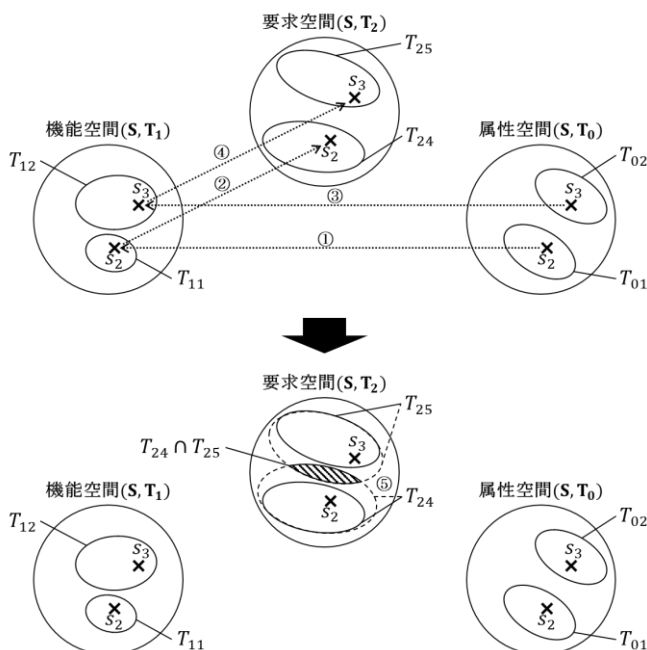 要求空間(S, T₂)
T₂₅
s₃
機能空間(S, T₁)
④
属性空間(S, T₀)
T₁₂
②
s₂
T₂₄
T₀₂
s₃
③
s₃
①
s₂
s₂
T₁₁
T₀₁
要求空間(S, T₂)
T₂₅
T₂₄ ∩ T₂₅
s₃
⑤
機能空間(S, T₁)
s₂
T₂₄
属性空間(S, T₀)
T₁₂
T₀₂
s₃
s₃
s₂
s₂
T₁₁
T₀₁